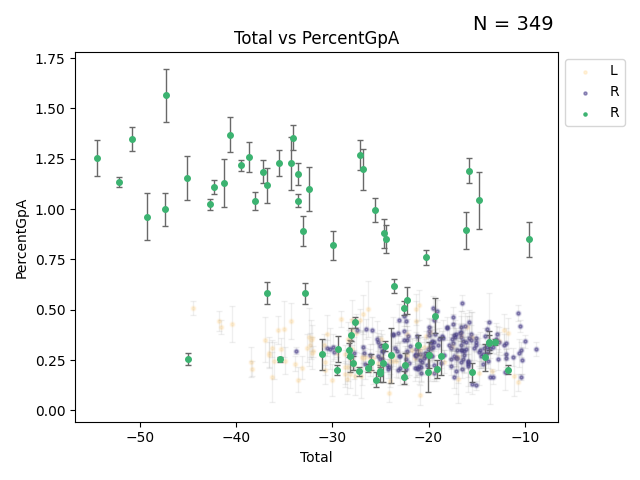 N = 349
Total vs PercentGpA
L
R
R
1.75
1.50
1.25
1.00
0.75
0.50
0.25
0.00
PercentGpA
−50
−40
−30
−20
−10
Total